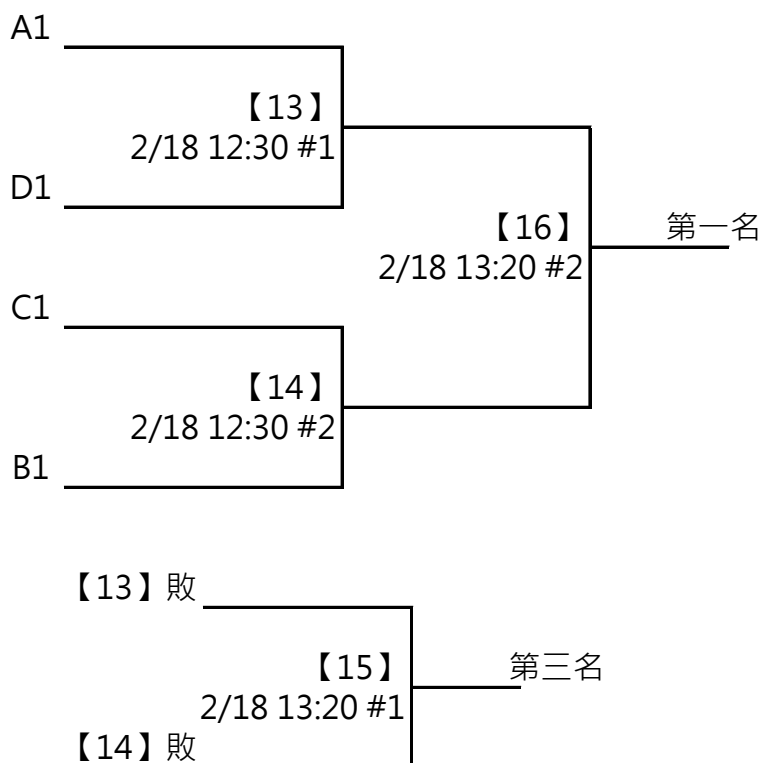 A1
【13】
2/18 12:30 #1
D1
【16】
第一名
2/18 13:20 #2
C1
【14】
2/18 12:30 #2
B1
【13】敗
【15】
第三名
2/18 13:20 #1
【14】敗